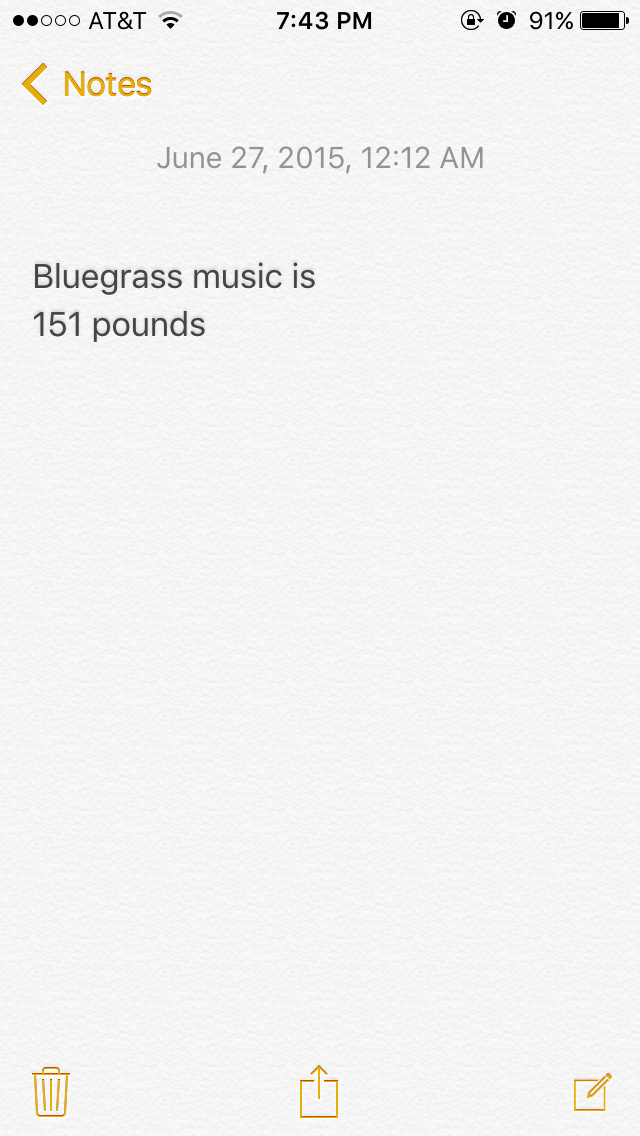 AT&T 7:43 PM 91%
Notes
June 27, 2015, 12:12 AM
Bluegrass music is
151 pounds